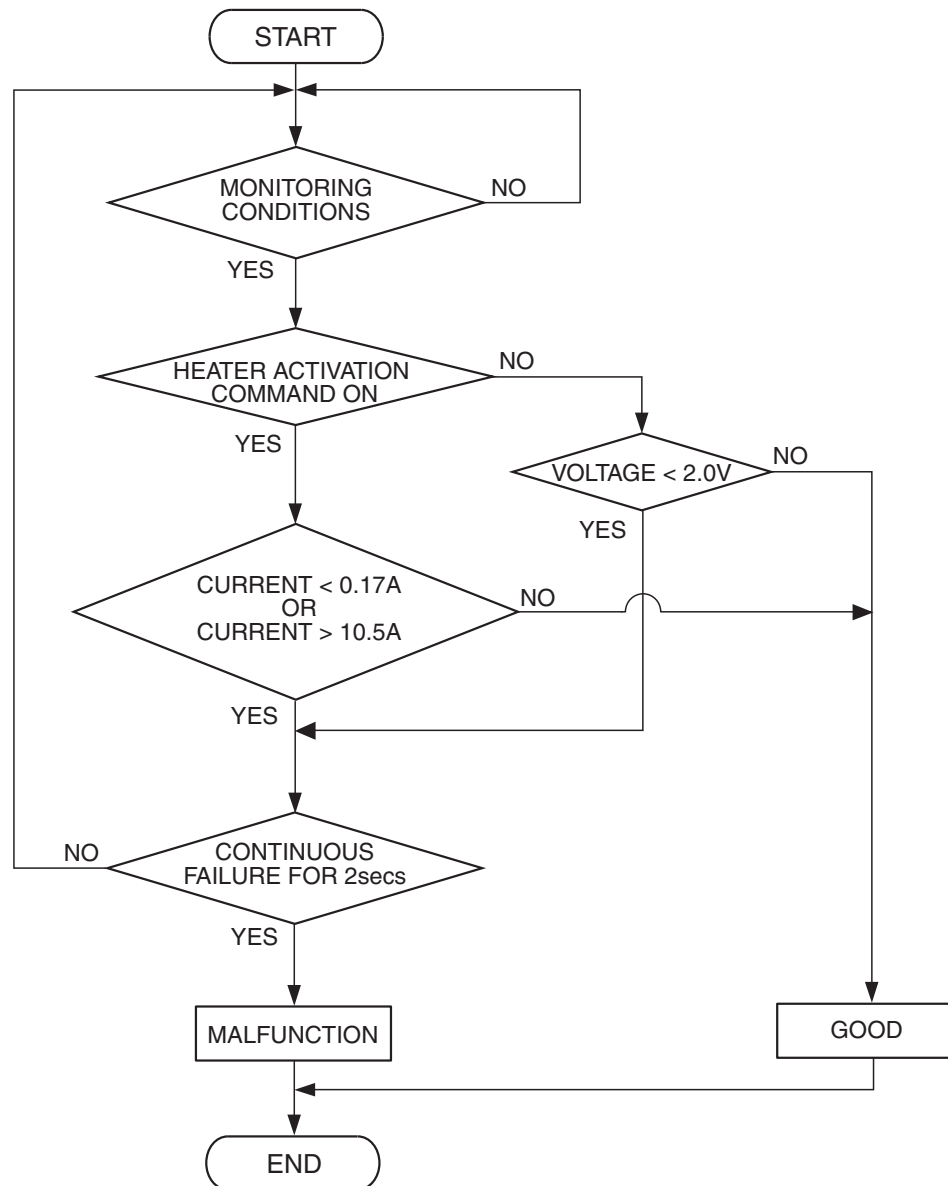 START
MONITORING
CONDITIONS
NO
YES
HEATER ACTIVATION
COMMAND ON
NO
YES
VOLTAGE < 2.0V
NO
YES
CURRENT < 0.17A
OR
CURRENT > 10.5A
NO
YES
CONTINUOUS
FAILURE FOR 2secs
NO
YES
MALFUNCTION
GOOD
END